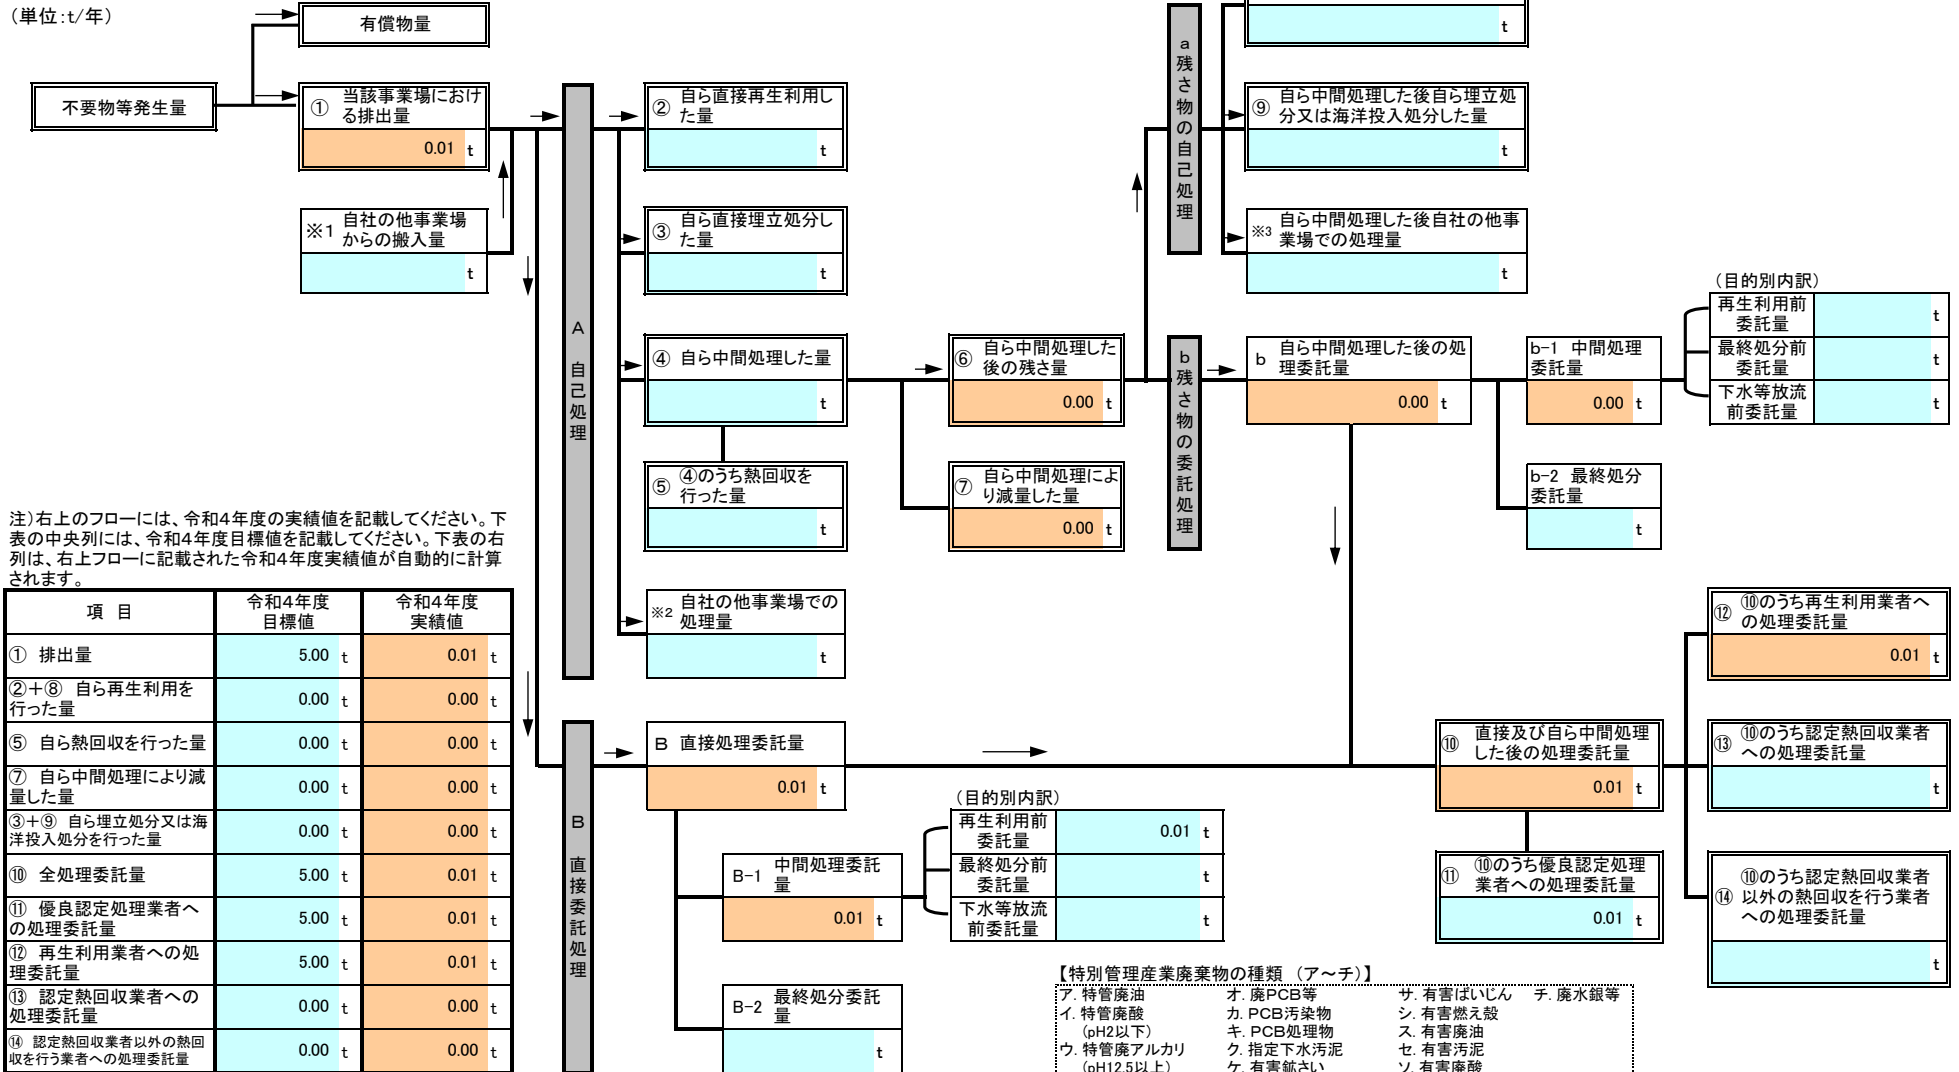 (単位:t/年)
有償物量
不要物等発生量
① 当該事業場におけ
る排出量
0.01 t
※1 自社の他事業場
からの搬入量
t
A 自己処理
② 自ら直接再生利用し
た量
t
③ 自ら直接埋立処分し
た量
t
④ 自ら中間処理した量
t
⑤ ④のうち熱回収を
行った量
t
※2 自社の他事業場での
処理量
t
⑥ 自ら中間処理した
後の残さ量
0.00 t
⑦ 自ら中間処理によ
り減量した量
0.00 t
a 残さ物の自己処理
t
⑨ 自ら中間処理した後自ら埋立処
分又は海洋投入処分した量
t
※3 自ら中間処理した後自社の他事
業場での処理量
t
b 残さ物の委託処理
b 自ら中間処理した後の処
理委託量
0.00 t
b-1 中間処理
委託量
0.00 t
b-2 最終処分
委託量
t
(目的別内訳)
再生利用前
委託量
t
最終処分前
委託量
t
下水等放流
前委託量
t
注)右上のフローには、令和4年度の実績値を記載してください。下
表の中央列には、令和4年度目標値を記載してください。下表の右
列は、右上フローに記載された令和4年度実績値が自動的に計算
されます。
項 目 令和4年度
目標値 令和4年度
実績値
① 排出量 5.00 t 0.01 t
②+⑧ 自ら再生利用を
行った量 0.00 t 0.00 t
⑤ 自ら熱回収を行った量 0.00 t 0.00 t
⑦ 自ら中間処理により減
量した量 0.00 t 0.00 t
③+⑨ 自ら埋立処分又は海
洋投入処分を行った量 0.00 t 0.00 t
⑩ 全処理委託量 5.00 t 0.01 t
⑪ 優良認定処理業者へ
の処理委託量 5.00 t 0.01 t
⑫ 再生利用業者への処
理委託量 5.00 t 0.01 t
⑬ 認定熱回収業者への
処理委託量 0.00 t 0.00 t
⑭ 認定熱回収業者以外の熱回
収を行う業者への処理委託量 0.00 t 0.00 t
B 直接委託処理
B 直接処理委託量
0.01 t
B-1 中間処理委託
量
0.01 t
B-2 最終処分委託
量
t
(目的別内訳)
再生利用前
委託量
0.01 t
最終処分前
委託量
t
下水等放流
前委託量
t
⑩ 直接及び自ら中間処理
した後の処理委託量
0.01 t
⑪ ⑩のうち優良認定処理
業者への処理委託量
0.01 t
⑫ ⑩のうち再生利用業者へ
の処理委託量
0.01 t
⑬ ⑩のうち認定熱回収業者
への処理委託量
t
⑭ ⑩のうち認定熱回収業者
以外の熱回収を行う業者
への処理委託量
t
【特別管理産業廃棄物の種類 (ア~チ)】
ア. 特管廃油 オ. 廃PCB等 サ. 有害ばいじん チ. 廃水銀等
イ. 特管廃酸 カ. PCB汚染物 シ. 有害燃え殻
(pH2以下) キ. PCB処理物 ス. 有害廃油
ウ. 特管廃アルカリ ク. 指定下水汚泥 セ. 有害汚泥
(pH12.5以上) ケ. 有害鉱さい ソ. 有害廃酸